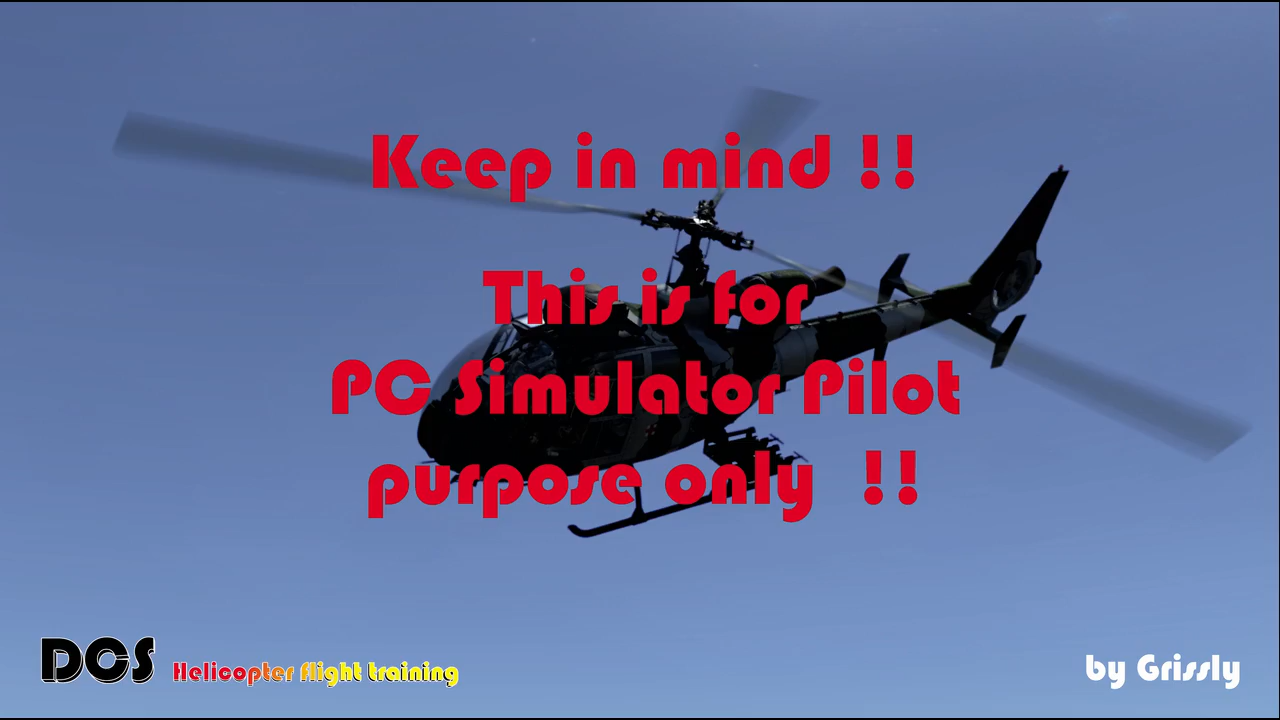 Keep in mind !!
This is for
PC Simulator Pilot
purpose only !!
DCS Helicopter flight training
by Grissly